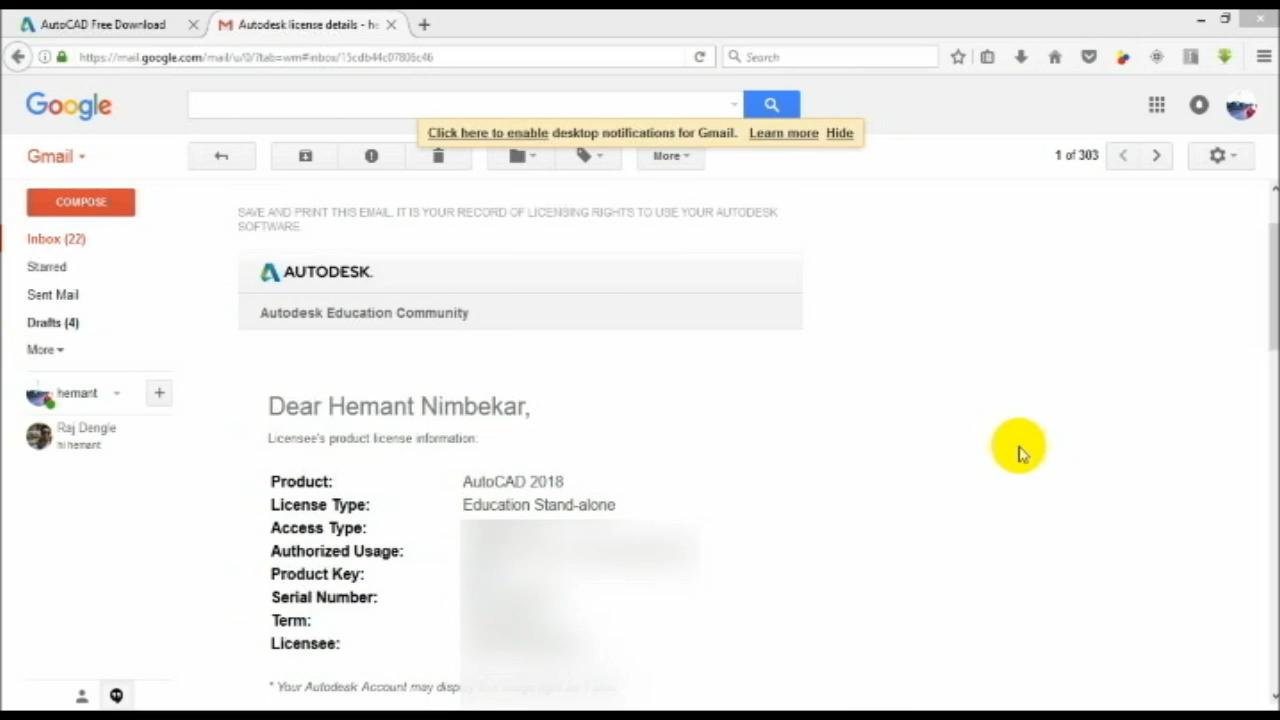 AutoCAD Free Download
Autodesk license details - he
https://mail.google.com/mail/u/0/?tab=wm#inbox/15cdb44c07806c46
Search
Google
Click here to enable desktop notifications for Gmail. Learn more Hide
Gmail
More
1 of 303
COMPOSE
Inbox (22)
Starred
Sent Mail
Drafts (4)
More
hemant
Raj Dengle
hi hemant
SAVE AND PRINT THIS EMAIL. IT IS YOUR RECORD OF LICENSING RIGHTS TO USE YOUR AUTODESK
SOFTWARE.
AUTODESK.
Autodesk Education Community
Dear Hemant Nimbekar,
Licensee's product license information:
Product: AutoCAD 2018
License Type: Education Stand-alone
Access Type:
Authorized Usage:
Product Key:
Serial Number:
Term:
Licensee:
* Your Autodesk Account may